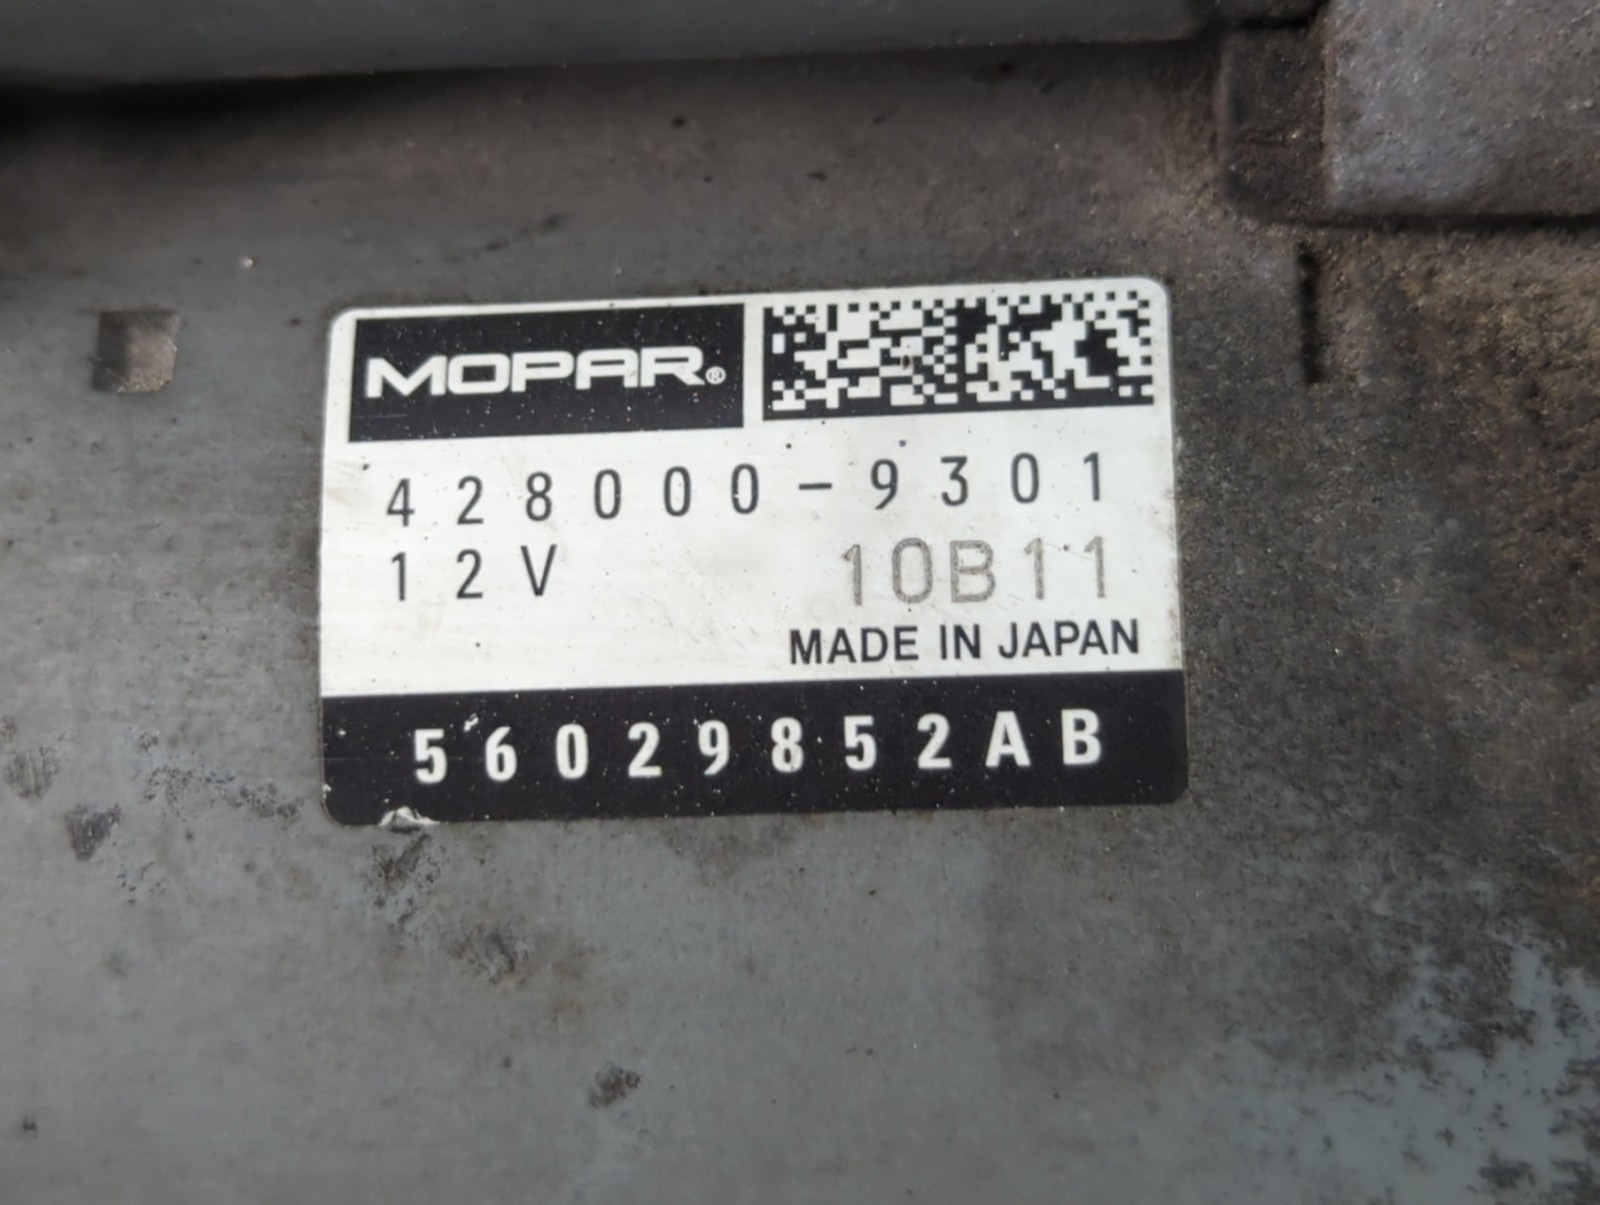 MOPAR®
428000-9301
12V 10B11
MADE IN JAPAN
56029852AB